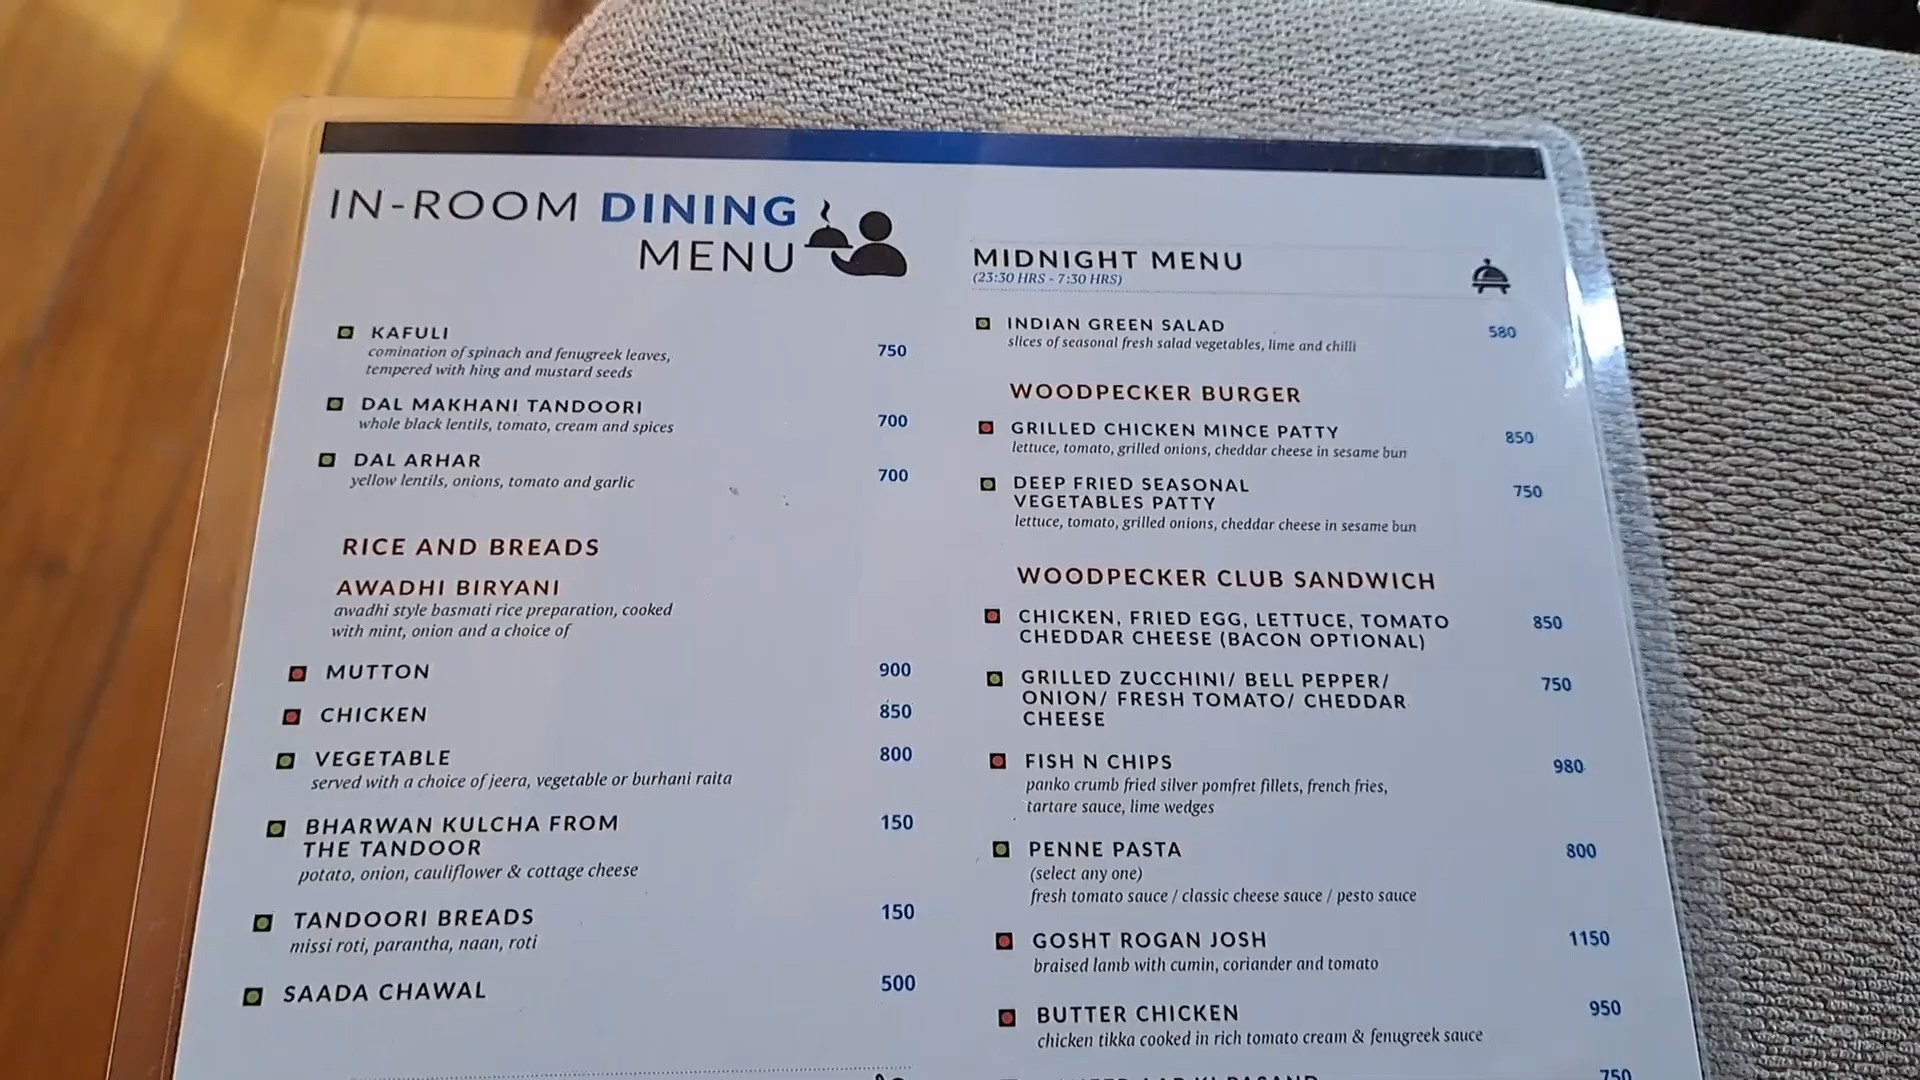 IN-ROOM DINING
MENU
KAFULI
comination of spinach and fenugreek leaves,
tempered with hing and mustard seeds
750
DAL MAKHANI TANDOORI
whole black lentils, tomato, cream and spices
700
DAL ARHAR
yellow lentils, onions, tomato and garlic
700
RICE AND BREADS
AWADHI BIRYANI
awadhi style basmati rice preparation, cooked
with mint, onion and a choice of
MUTTON 900
CHICKEN 850
VEGETABLE 800
served with a choice of jeera, vegetable or burhani raita
BHARWAN KULCHA FROM 150
THE TANDOOR
potato, onion, cauliflower & cottage cheese
TANDOORI BREADS 150
missi roti, parantha, naan, roti
SAADA CHAWAL 500
MIDNIGHT MENU
(23:30 HRS - 7:30 HRS)
INDIAN GREEN SALAD 580
slices of seasonal fresh salad vegetables, lime and chilli
WOODPECKER BURGER
GRILLED CHICKEN MINCE PATTY 850
lettuce, tomato, grilled onions, cheddar cheese in sesame bun
DEEP FRIED SEASONAL 750
VEGETABLES PATTY
lettuce, tomato, grilled onions, cheddar cheese in sesame bun
WOODPECKER CLUB SANDWICH
CHICKEN, FRIED EGG, LETTUCE, TOMATO 850
CHEDDAR CHEESE (BACON OPTIONAL)
GRILLED ZUCCHINI/ BELL PEPPER/ 750
ONION/ FRESH TOMATO/ CHEDDAR
CHEESE
FISH N CHIPS 980
panko crumb fried silver pomfret fillets, french fries,
tartare sauce, lime wedges
PENNE PASTA 800
(select any one)
fresh tomato sauce / classic cheese sauce / pesto sauce
GOSHT ROGAN JOSH 1150
braised lamb with cumin, coriander and tomato
BUTTER CHICKEN 950
chicken tikka cooked in rich tomato cream & fenugreek sauce
750